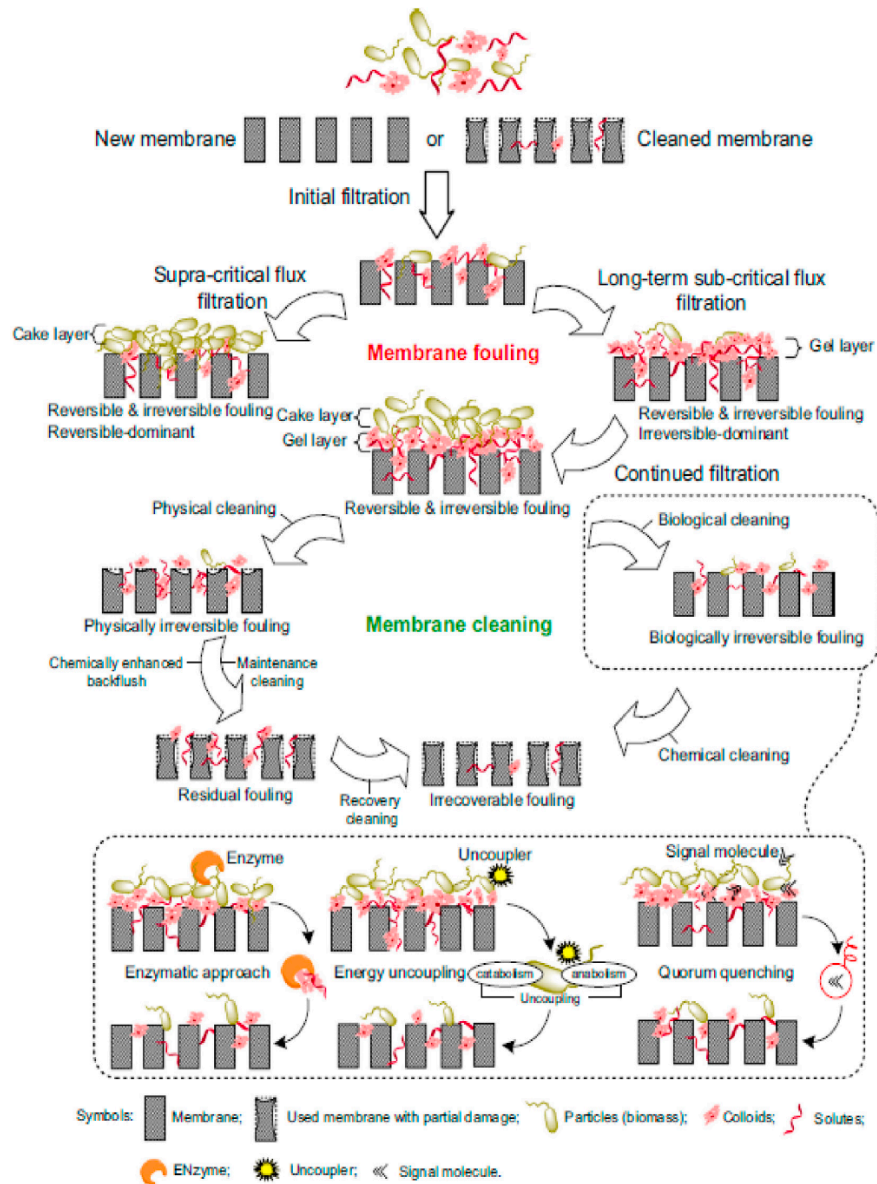 New membrane
or
Cleaned membrane
Initial filtration
Supra-critical flux
filtration
Long-term sub-critical flux
filtration
Cake layer
Membrane fouling
Gel layer
Reversible & irreversible fouling
Reversible-dominant
Cake layer
Gel layer
Reversible & irreversible fouling
Irreversible-dominant
Continued filtration
Physical cleaning
Reversible & irreversible fouling
Biological cleaning
Physically irreversible fouling
Membrane cleaning
Biologically irreversible fouling
Chemically enhanced
backflush
Maintenance
cleaning
Chemical cleaning
Residual fouling
Recovery
cleaning
Irrecoverable fouling
Enzyme
Uncoupler
Signal molecule
Enzymatic approach
Energy uncoupling
catabolism
anabolism
Uncoupling
Quorum quenching
Symbols:
Membrane;
Used membrane with partial damage;
Particles (biomass);
Colloids;
Solutes;
ENzyme;
Uncoupler;
Signal molecule.